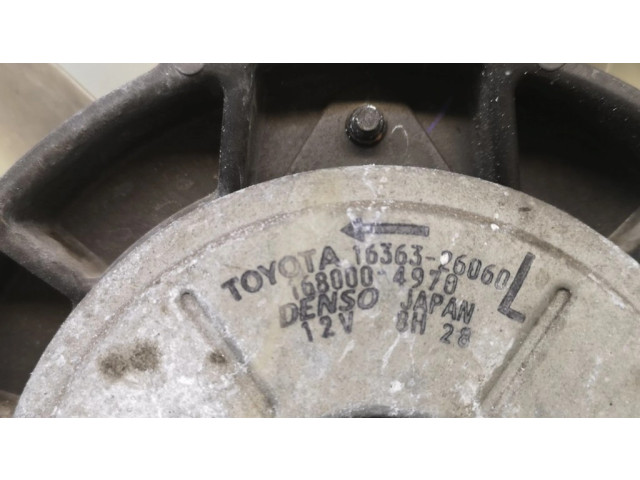 TOYOTA 16363-26060 L
168000-4970
DENSO JAPAN
12V 8H 28